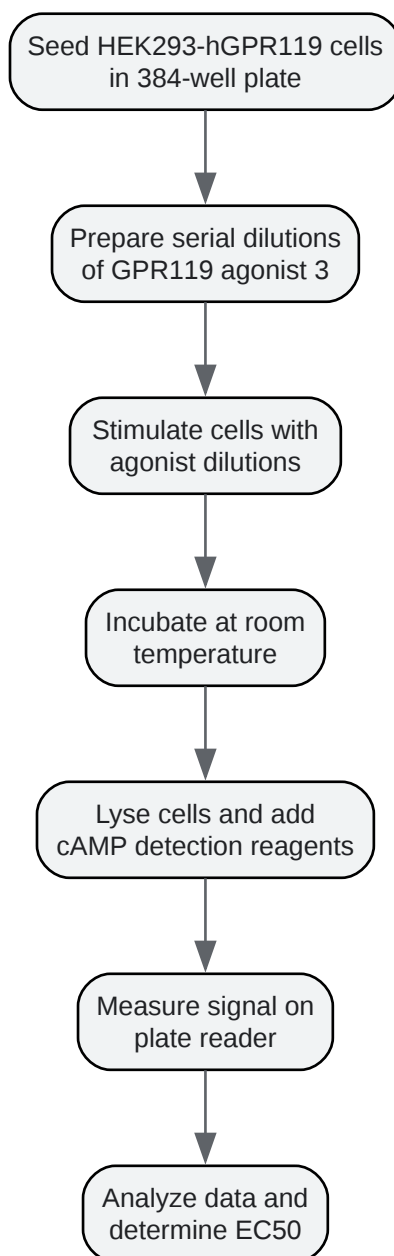 Seed HEK293-hGPR119 cells
in 384-well plate
Prepare serial dilutions
of GPR119 agonist 3
Stimulate cells with
agonist dilutions
Incubate at room
temperature
Lyse cells and add
cAMP detection reagents
Measure signal on
plate reader
Analyze data and
determine EC50